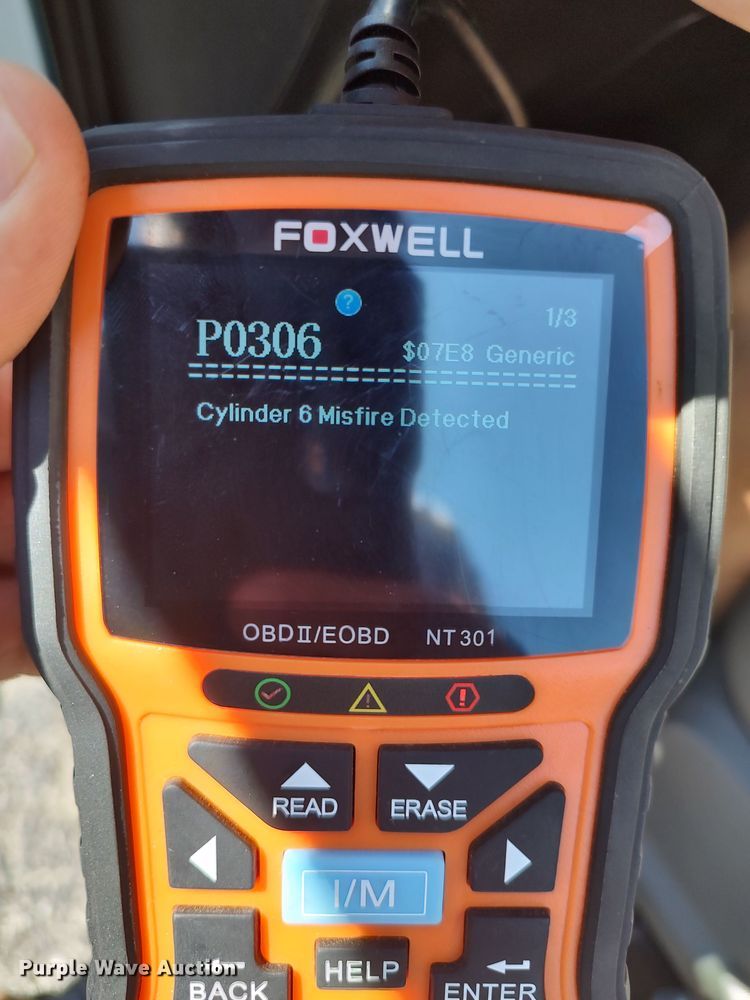 FOXWELL
?
1/3
P0306 $07E8 Generic
==============================
Cylinder 6 Misfire Detected
OBDII/EOBD NT301
READ ERASE
I/M
BACK HELP ENTER
Purple Wave Auction